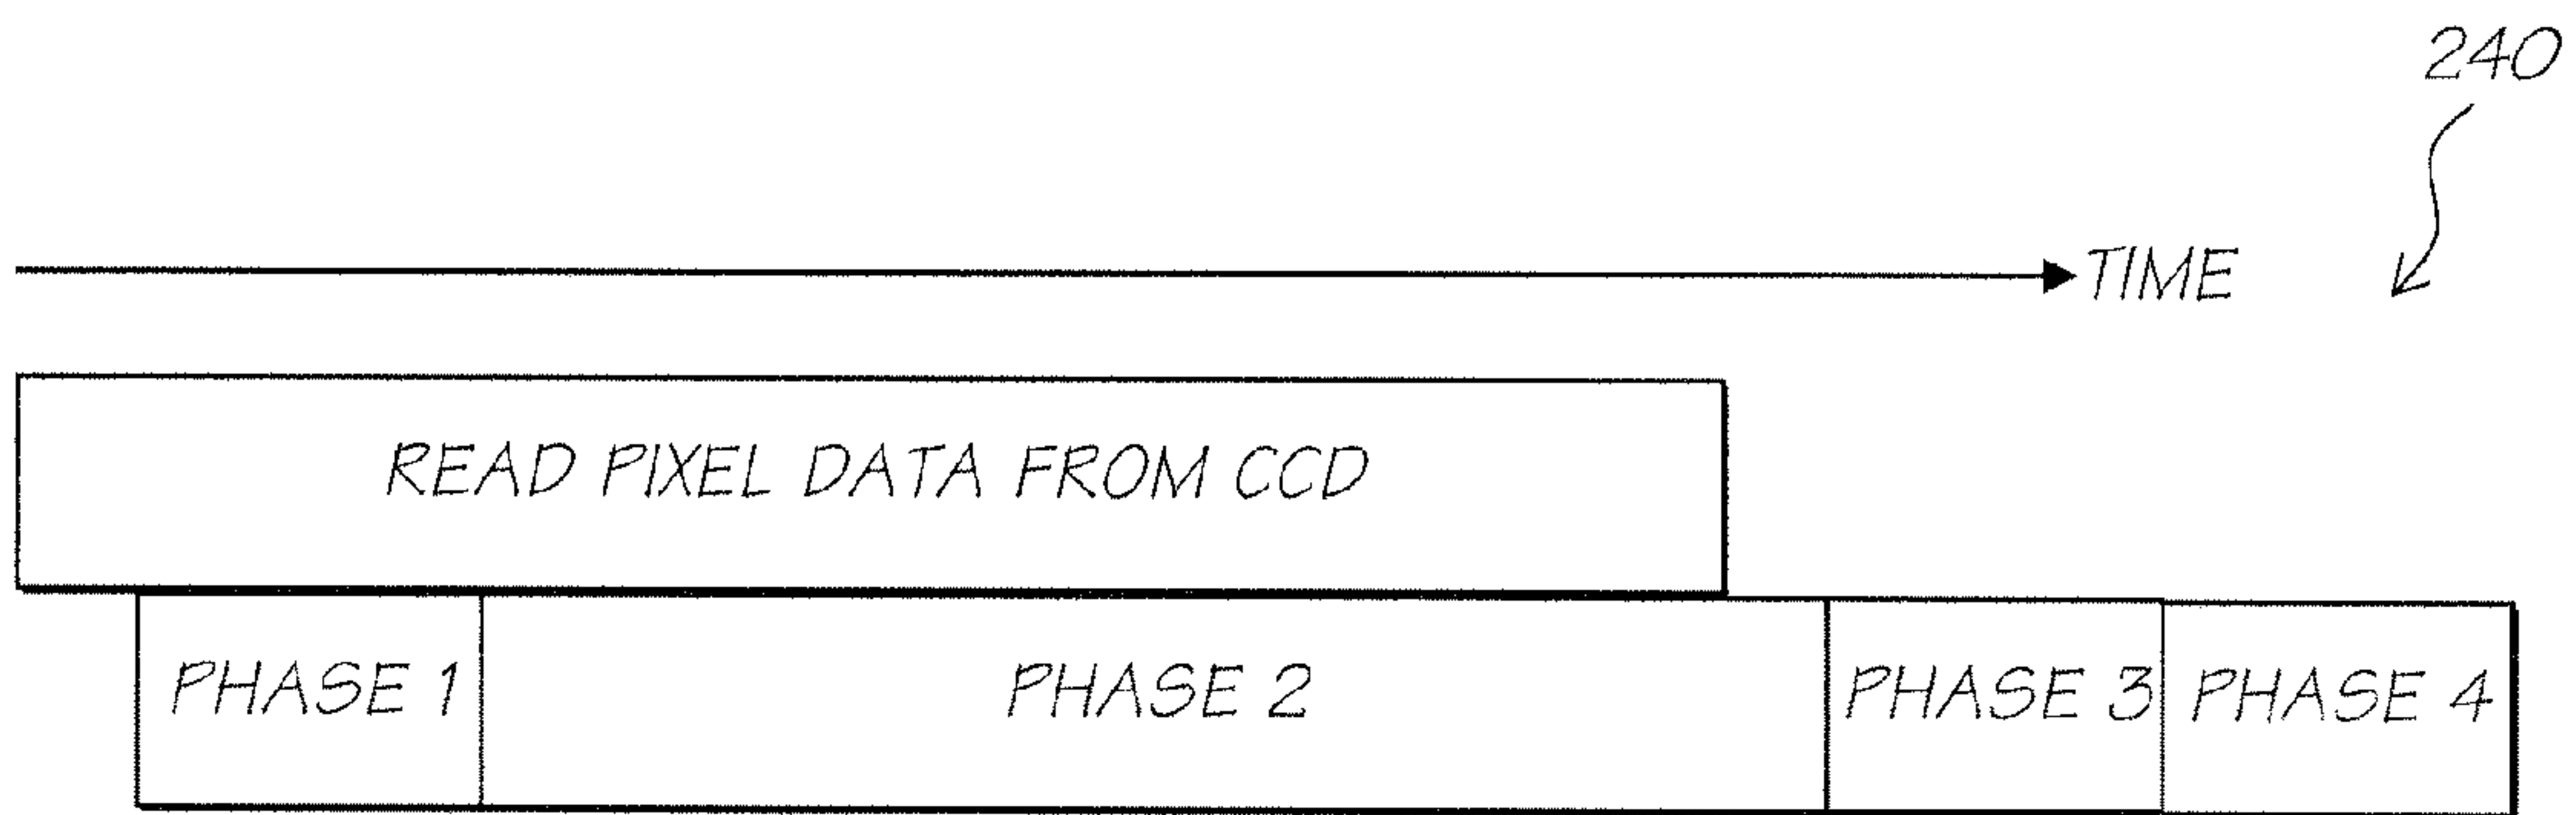 240
TIME
READ PIXEL DATA FROM CCD
PHASE 1 PHASE 2 PHASE 3 PHASE 4